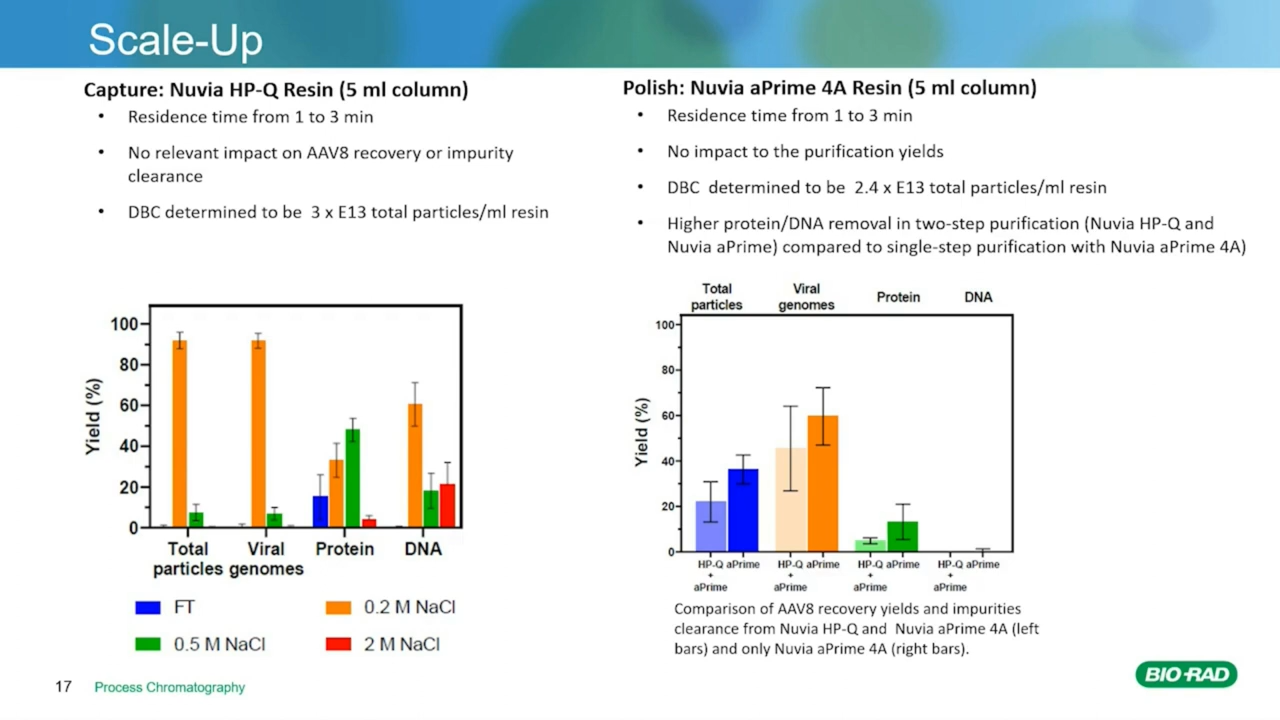 Scale-Up
Capture: Nuvia HP-Q Resin (5 ml column)
• Residence time from 1 to 3 min
• No relevant impact on AAV8 recovery or impurity
clearance
• DBC determined to be 3 x E13 total particles/ml resin
Polish: Nuvia aPrime 4A Resin (5 ml column)
• Residence time from 1 to 3 min
• No impact to the purification yields
• DBC determined to be 2.4 x E13 total particles/ml resin
• Higher protein/DNA removal in two-step purification (Nuvia HP-Q and
Nuvia aPrime) compared to single-step purification with Nuvia aPrime 4A)
Yield (%)
100
80
60
40
20
0
Total
particles
Viral
genomes
Protein
DNA
FT
0.2 M NaCl
0.5 M NaCl
2 M NaCl
Total
particles
Viral
genomes
Protein
DNA
Yield (%)
100
80
60
40
20
0
HP-Q
+
aPrime
aPrime
HP-Q
+
aPrime
aPrime
HP-Q
+
aPrime
aPrime
HP-Q
+
aPrime
aPrime
Comparison of AAV8 recovery yields and impurities
clearance from Nuvia HP-Q and Nuvia aPrime 4A (left
bars) and only Nuvia aPrime 4A (right bars).
17 Process Chromatography
BIO-RAD